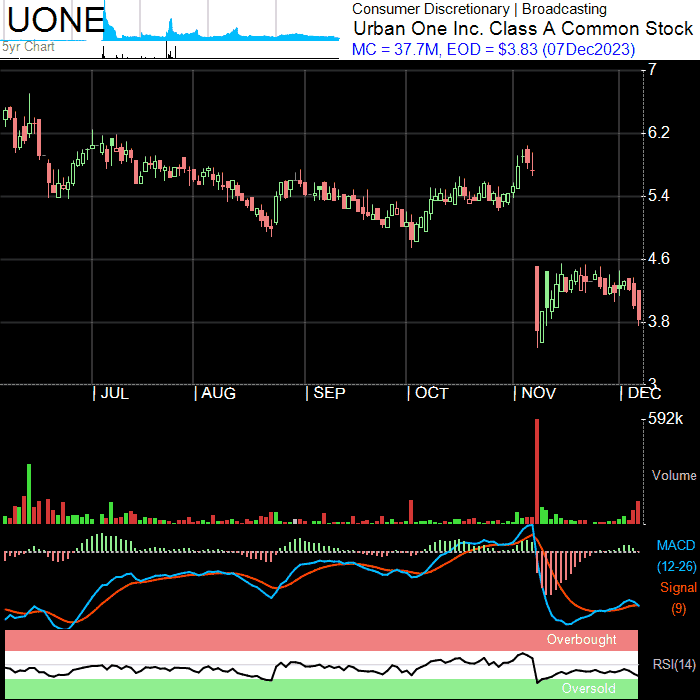 UONE
5yr Chart
Consumer Discretionary | Broadcasting
Urban One Inc. Class A Common Stock
MC = 37.7M, EOD = $3.83 (07Dec2023)
7
6.2
5.4
4.6
3.8
3
| JUL | AUG | SEP | OCT | NOV | DEC
592k
Volume
MACD
(12-26)
Signal
(9)
Overbought
RSI(14)
Oversold